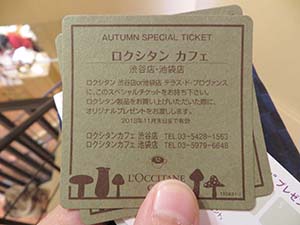 AUTUMN SPECIAL TICKET
ロクシタン カフェ
渋谷店・池袋店
ロクシタン 渋谷店or池袋店 テラス・ド・プロヴァンス
に、このスペシャルチケットをお持ち下さい。
ロクシタン製品をお買い上げいただいた際に、
オリジナルプレゼントをお渡しします。
2010年11月末日まで有効
ロクシタンカフェ 渋谷店 TEL.03-5428-1563
ロクシタンカフェ 池袋店 TEL.03-5979-6648
L'OCCITANE